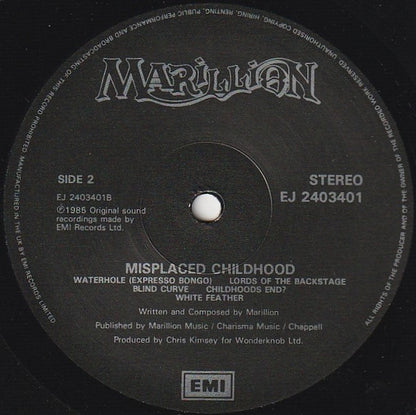 ALL RIGHTS OF THE PRODUCER AND OF THE OWNER OF THE RECORDED WORK RESERVED. UNAUTHORISED COPYING, HIRING, RENTING, PUBLIC PERFORMANCE AND BROADCASTING OF THIS RECORD PROHIBITED. MANUFACTURED IN THE UK BY EMI RECORDS LIMITED
MARILLION
SIDE 2
STEREO
EJ 2403401B
EJ 2403401
℗1985 Original sound
recordings made by
EMI Records Ltd.
MISPLACED CHILDHOOD
WATERHOLE (EXPRESSO BONGO) LORDS OF THE BACKSTAGE
BLIND CURVE CHILDHOODS END?
WHITE FEATHER
Written and Composed by Marillion
Published by Marillion Music / Charisma Music / Chappell
Produced by Chris Kimsey for Wonderknob Ltd.
EMI